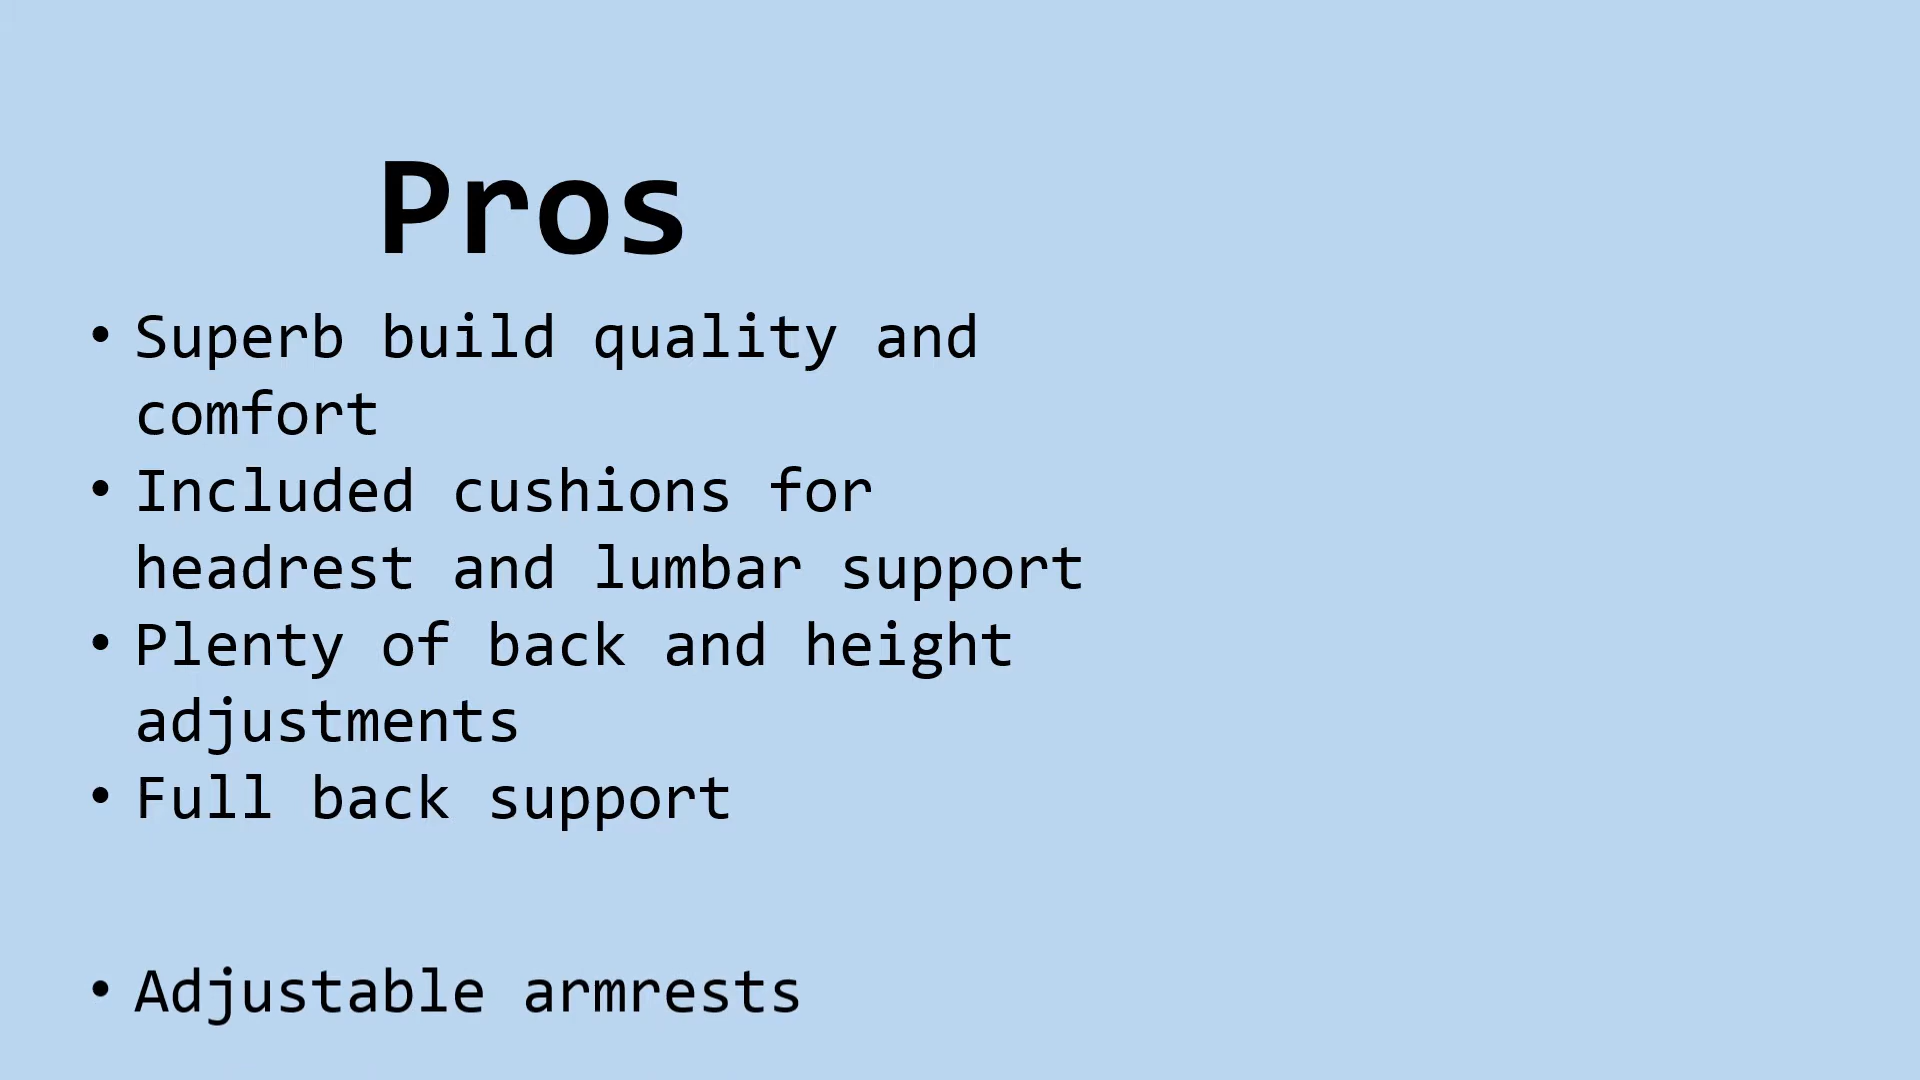 Pros
• Superb build quality and
comfort
• Included cushions for
headrest and lumbar support
• Plenty of back and height
adjustments
• Full back support
• Adjustable armrests